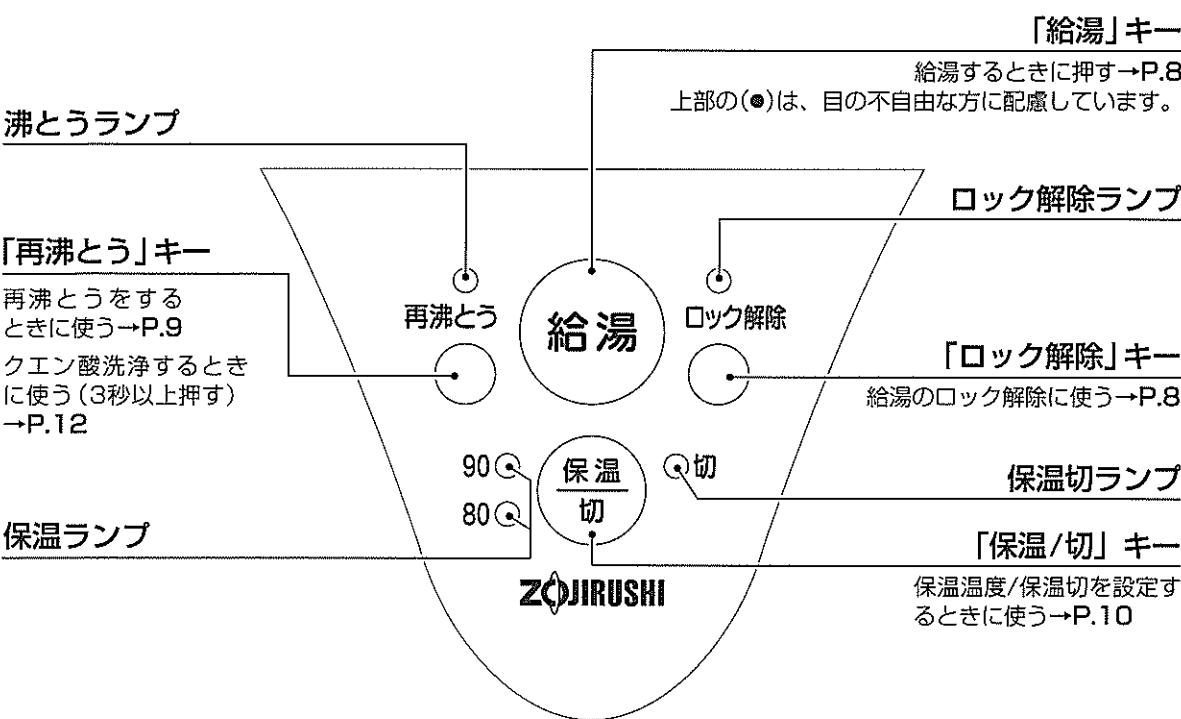 「給湯」キー
給湯するときに押す→P.8
上部の(●)は、目の不自由な方に配慮しています。
沸とうランプ
ロック解除ランプ
「再沸とう」キー
再沸とうをする
ときに使う→P.9
クエン酸洗浄するとき
に使う(3秒以上押す)
→P.12
再沸とう
給湯
ロック解除
「ロック解除」キー
給湯のロック解除に使う→P.8
90
保温
切
切
80
保温切ランプ
保温ランプ
「保温/切」キー
保温温度/保温切を設定す
るときに使う→P.10
ZOJIRUSHI